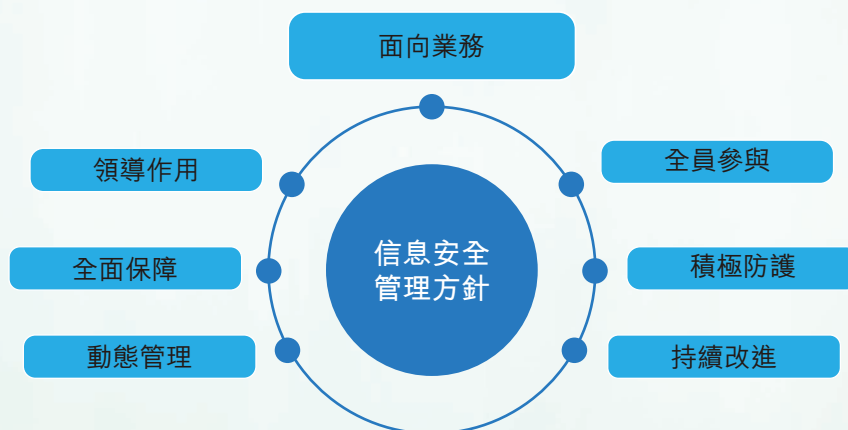 面向業務
領導作用
全員參與
信息安全
管理方針
全面保障
積極防護
動態管理
持續改進